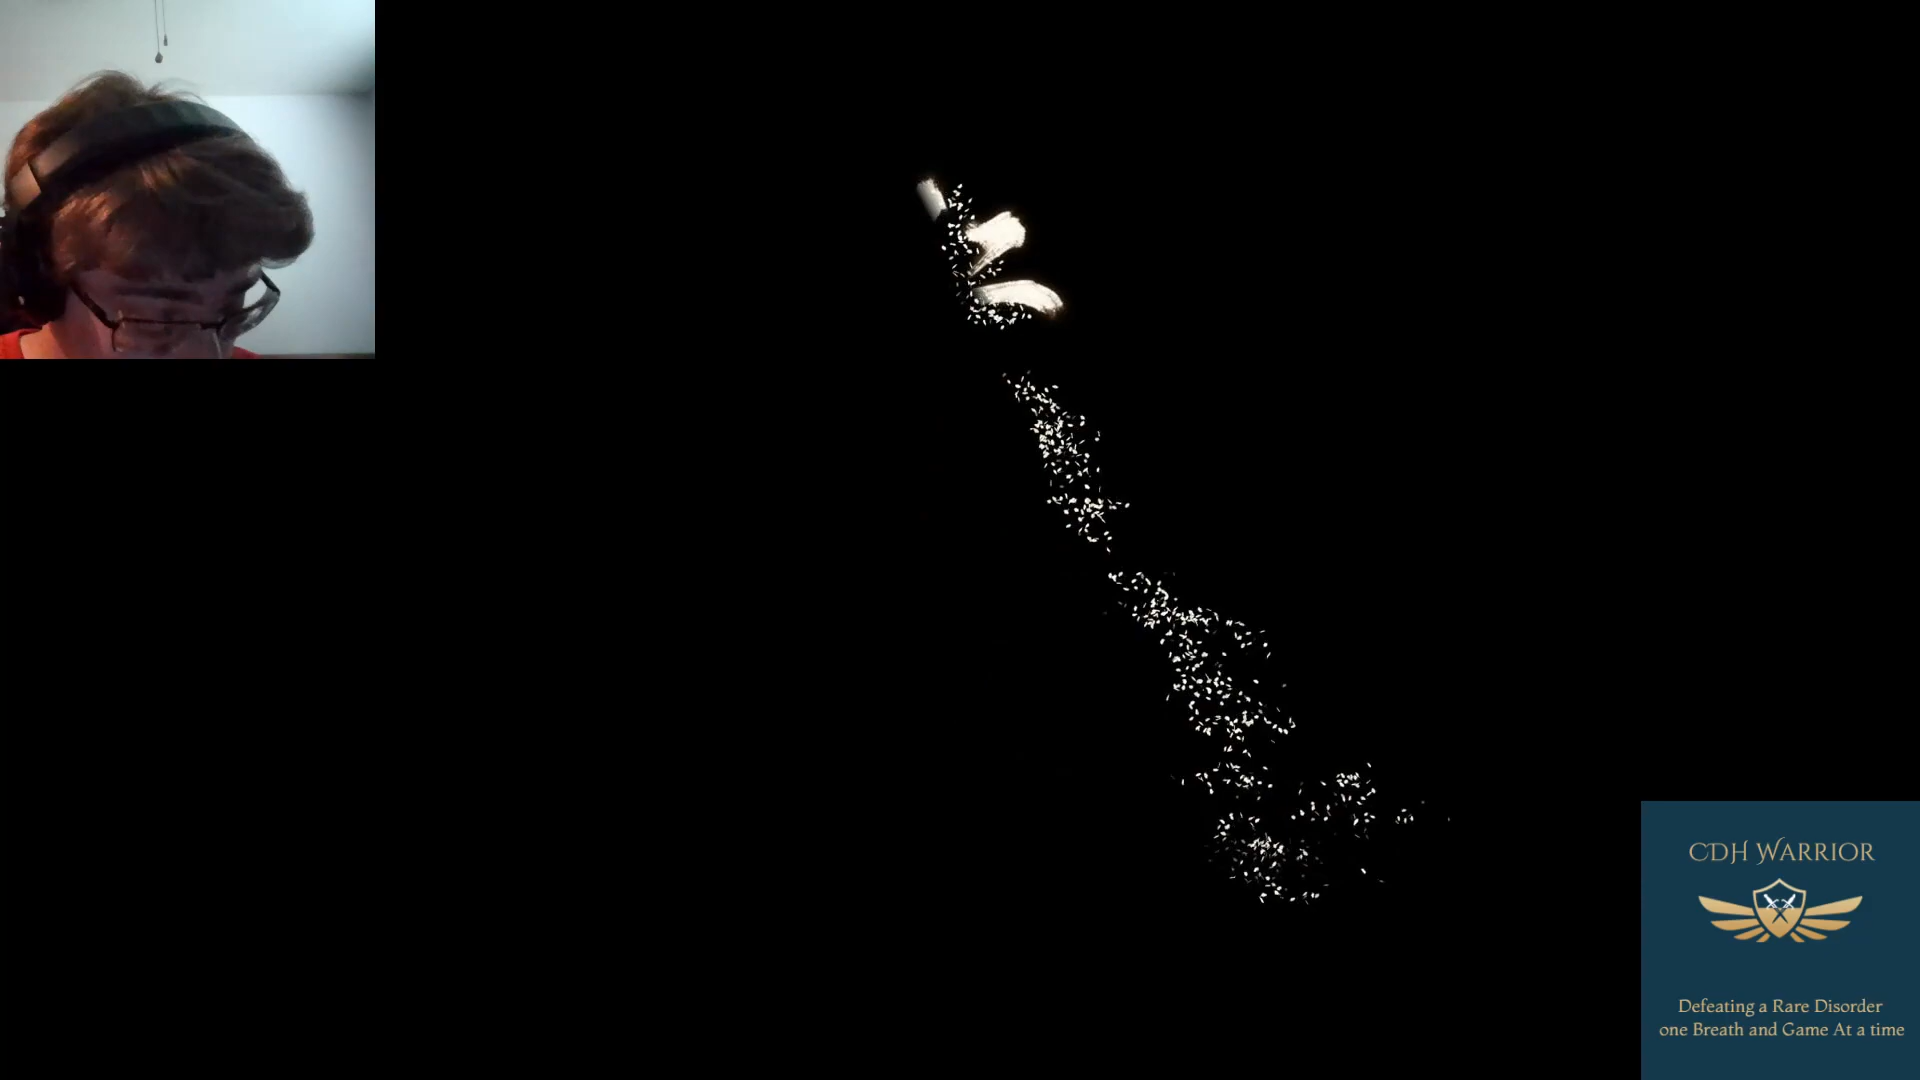 CDH WARRIOR
Defeating a Rare Disorder
one Breath and Game At a time